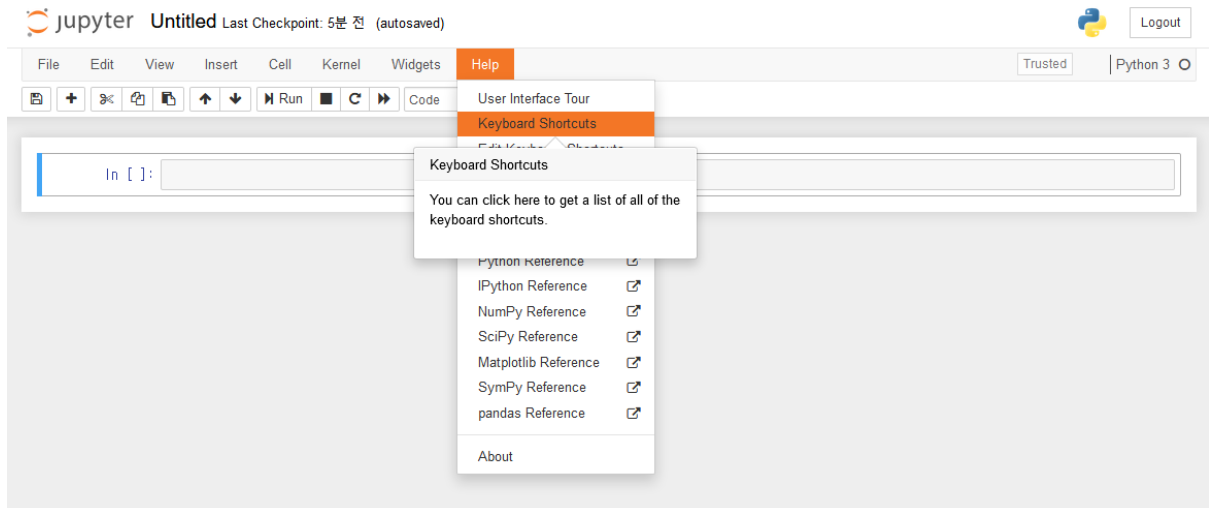 jupyter Untitled Last Checkpoint: 5분 전 (autosaved)
Logout
File Edit View Insert Cell Kernel Widgets Help
Trusted Python 3
Run Code
User Interface Tour
Keyboard Shortcuts
Edit Keyboard Shortcuts
Keyboard Shortcuts
You can click here to get a list of all of the
keyboard shortcuts.
In [ ]:
Python Reference
IPython Reference
NumPy Reference
SciPy Reference
Matplotlib Reference
SymPy Reference
pandas Reference
About